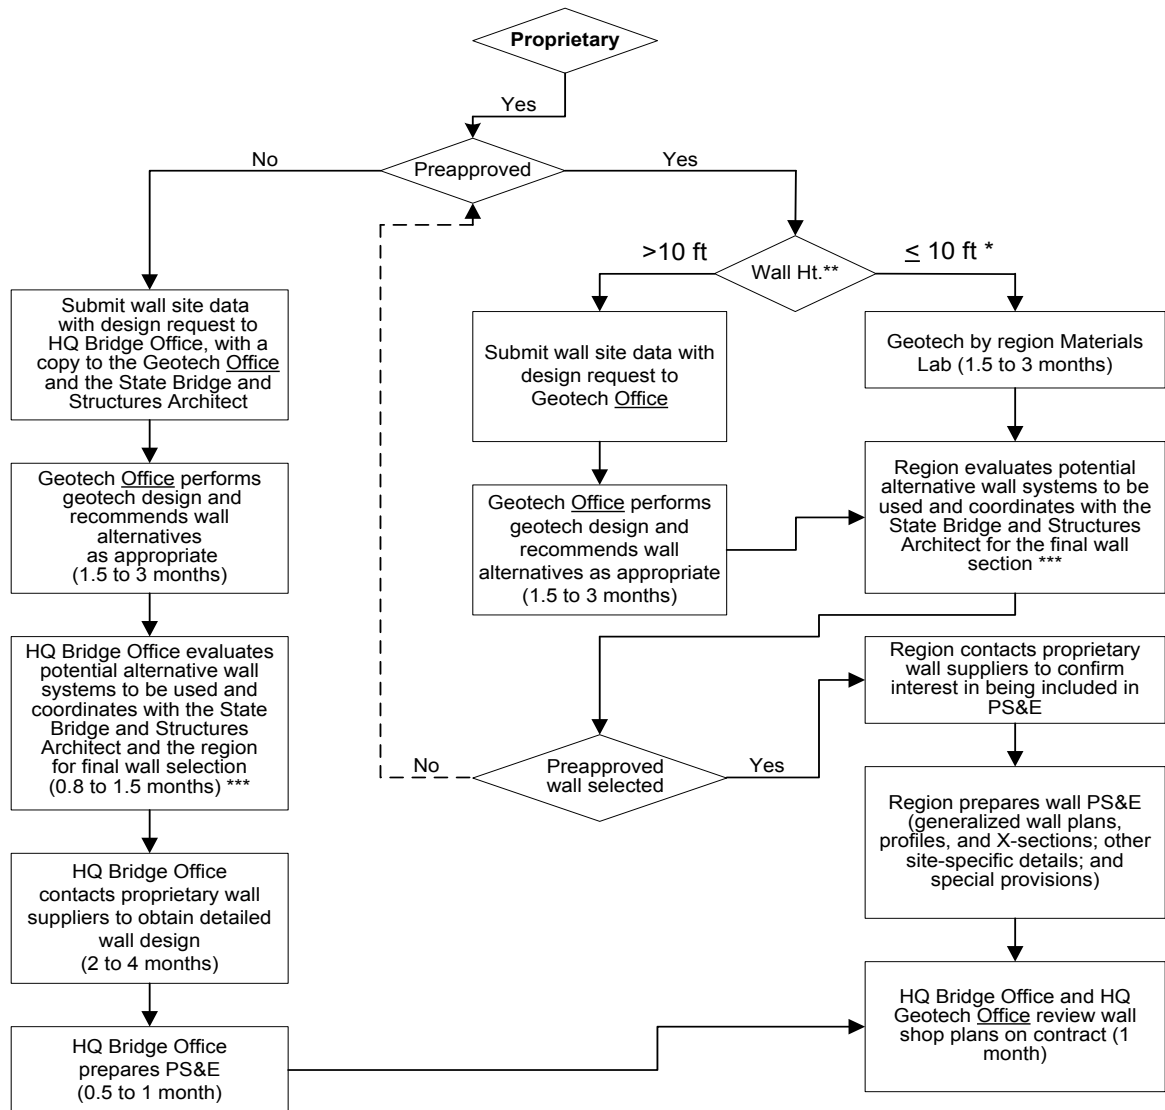 Proprietary
Yes
No
Preapproved
Yes
>10 ft
Wall Ht.**
≤ 10 ft *
Submit wall site data
with design request to
HQ Bridge Office, with a
copy to the Geotech Office
and the State Bridge and
Structures Architect
Submit wall site data with
design request to
Geotech Office
Geotech by region Materials
Lab (1.5 to 3 months)
Geotech Office performs
geotech design and
recommends wall
alternatives
as appropriate
(1.5 to 3 months)
Geotech Office performs
geotech design and
recommends wall
alternatives as appropriate
(1.5 to 3 months)
Region evaluates potential
alternative wall systems to be
used and coordinates with the
State Bridge and Structures
Architect for the final wall
section ***
HQ Bridge Office evaluates
potential alternative wall
systems to be used and
coordinates with the State
Bridge and Structures
Architect and the region
for final wall selection
(0.8 to 1.5 months) ***
No
Preapproved
wall selected
Yes
Region contacts proprietary
wall suppliers to confirm
interest in being included in
PS&E
Region prepares wall PS&E
(generalized wall plans,
profiles, and X-sections; other
site-specific details; and
special provisions)
HQ Bridge Office
contacts proprietary wall
suppliers to obtain detailed
wall design
(2 to 4 months)
HQ Bridge Office and HQ
Geotech Office review wall
shop plans on contract (1
month)
HQ Bridge Office
prepares PS&E
(0.5 to 1 month)